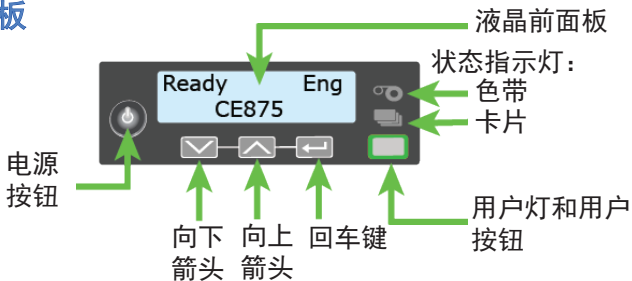 板
液晶前面板
状态指示灯：
Ready Eng
色带
CE875
卡片
电源
按钮
用户灯和用户
按钮
向下
箭头
向上
箭头
回车键